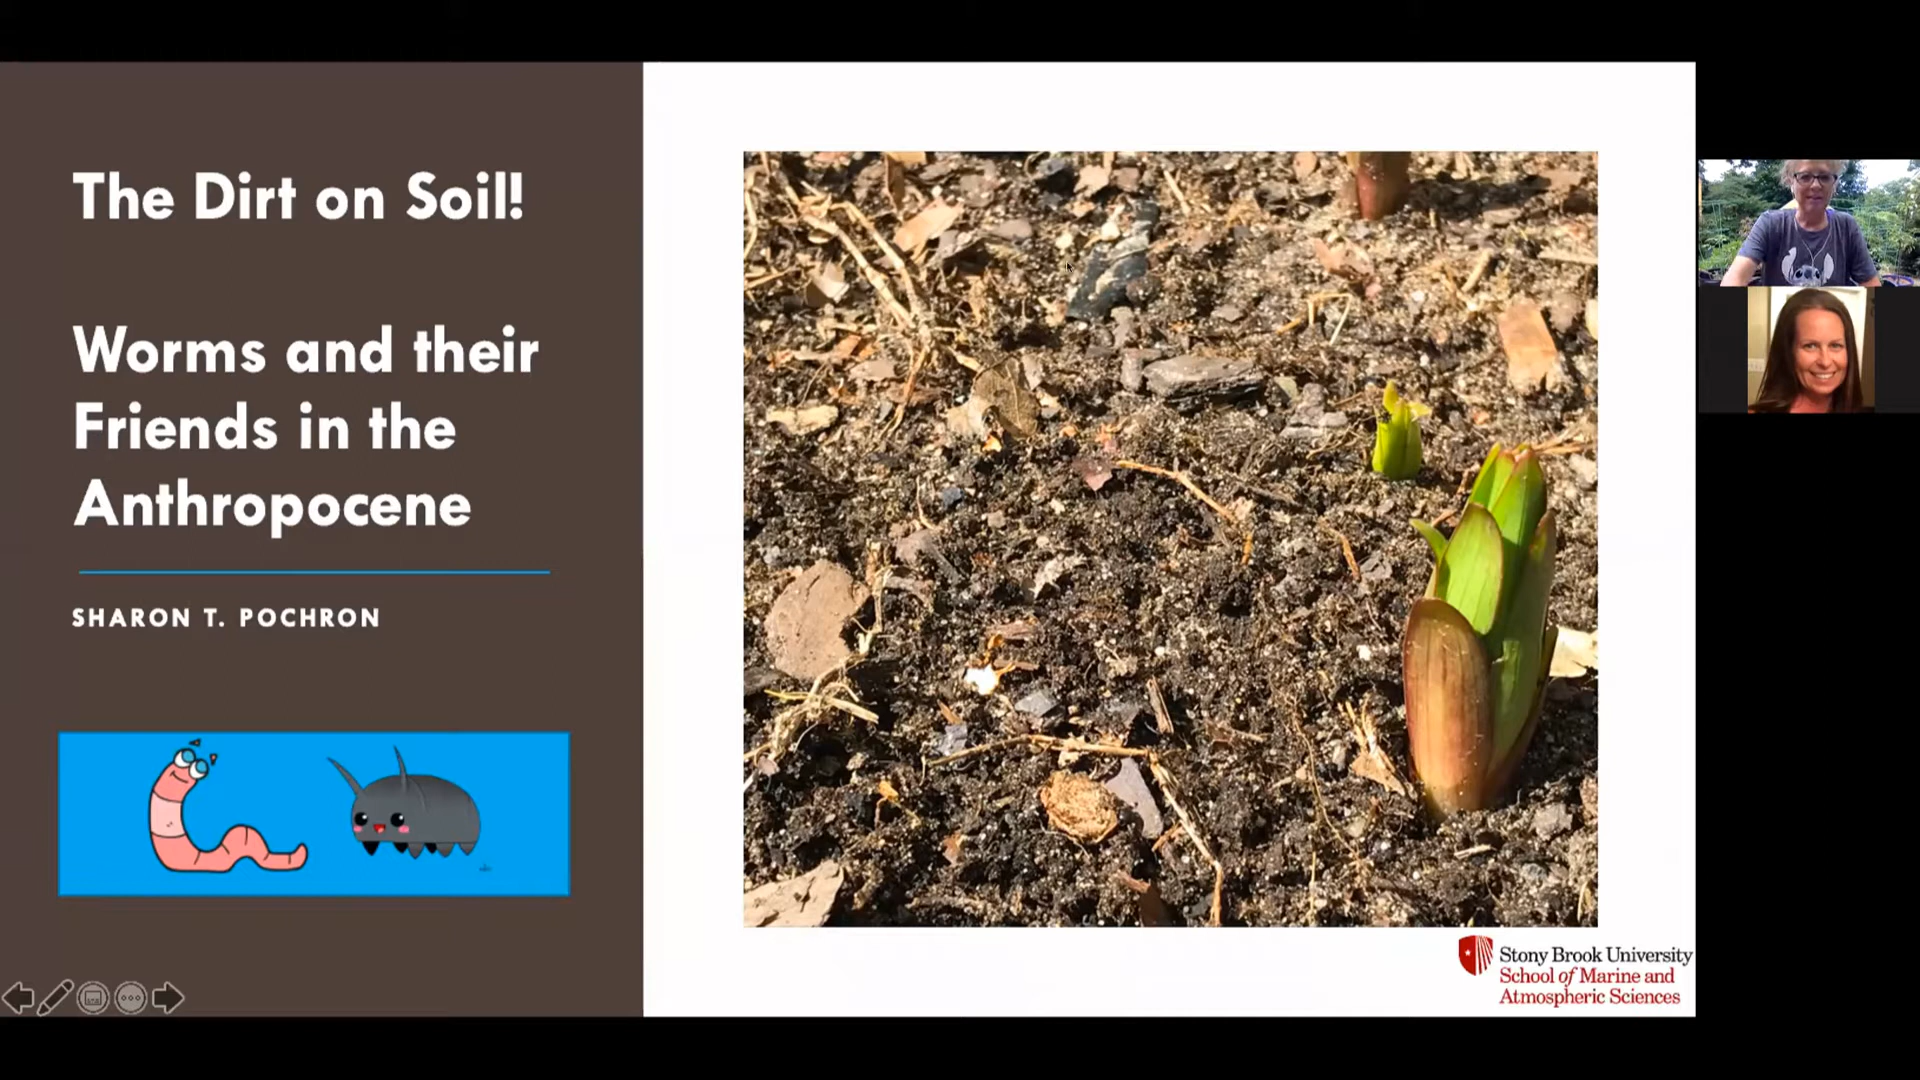 The Dirt on Soil!
Worms and their
Friends in the
Anthropocene
SHARON T. POCHRON
Stony Brook University
School of Marine and
Atmospheric Sciences